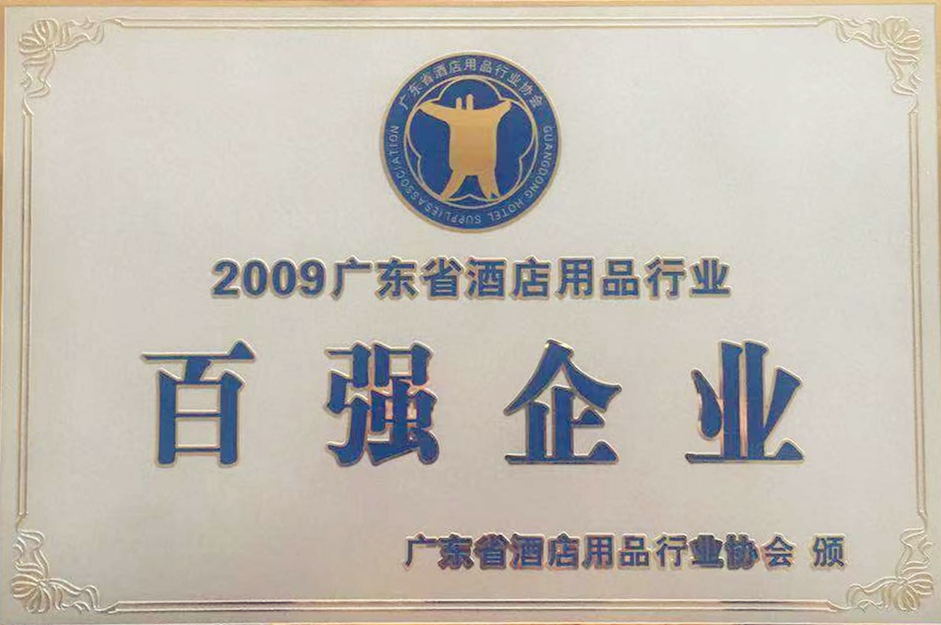 广东省酒店用品行业协会
GUANGDONG HOTEL SUPPLIES ASSOCIATION
2009广东省酒店用品行业
百强企业
广东省酒店用品行业协会 颁